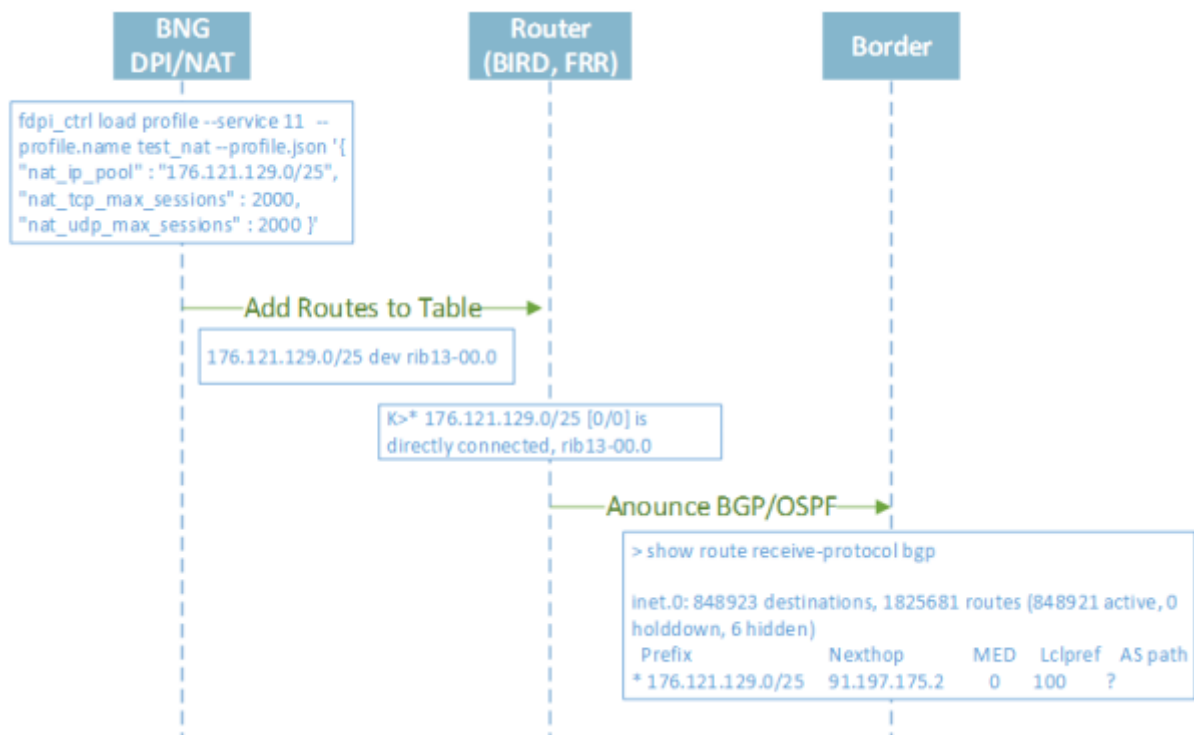 BNG
DPI/NAT
Router
(BIRD, FRR)
Border
fdpi_ctrl load profile --service 11 --
profile.name test_nat --profile.json '{
"nat_ip_pool" : "176.121.129.0/25",
"nat_tcp_max_sessions" : 2000,
"nat_udp_max_sessions" : 2000 }'
Add Routes to Table
176.121.129.0/25 dev rib13-00.0
K>* 176.121.129.0/25 [0/0] is
directly connected, rib13-00.0
Anounce BGP/OSPF
> show route receive-protocol bgp
inet.0: 848923 destinations, 1825681 routes (848921 active, 0
holddown, 6 hidden)
Prefix Nexthop MED Lclpref AS path
* 176.121.129.0/25 91.197.175.2 0 100 ?